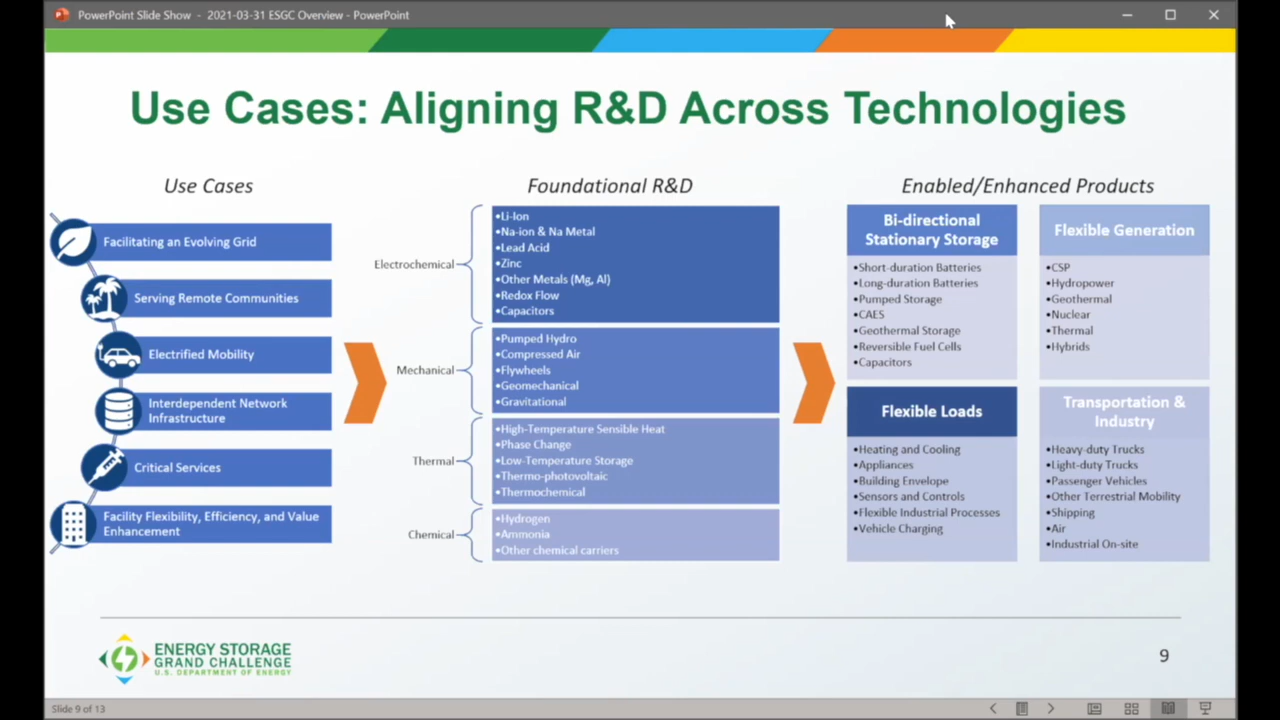 PowerPoint Slide Show - 2021-03-31 ESGC Overview - PowerPoint
Use Cases: Aligning R&D Across Technologies
Use Cases
Facilitating an Evolving Grid
Serving Remote Communities
Electrified Mobility
Interdependent Network
Infrastructure
Critical Services
Facility Flexibility, Efficiency, and Value
Enhancement
Foundational R&D
Electrochemical
•Li-Ion
•Na-ion & Na Metal
•Lead Acid
•Zinc
•Other Metals (Mg, Al)
•Redox Flow
•Capacitors
Mechanical
•Pumped Hydro
•Compressed Air
•Flywheels
•Geomechanical
•Gravitational
Thermal
•High-Temperature Sensible Heat
•Phase Change
•Low-Temperature Storage
•Thermo-photovoltaic
•Thermochemical
Chemical
•Hydrogen
•Ammonia
•Other chemical carriers
Enabled/Enhanced Products
Bi-directional
Stationary Storage
•Short-duration Batteries
•Long-duration Batteries
•Pumped Storage
•CAES
•Geothermal Storage
•Reversible Fuel Cells
•Capacitors
Flexible Generation
•CSP
•Hydropower
•Geothermal
•Nuclear
•Thermal
•Hybrids
Flexible Loads
•Heating and Cooling
•Appliances
•Building Envelope
•Sensors and Controls
•Flexible Industrial Processes
•Vehicle Charging
Transportation &
Industry
•Heavy-duty Trucks
•Light-duty Trucks
•Passenger Vehicles
•Other Terrestrial Mobility
•Shipping
•Air
•Industrial On-site
ENERGY STORAGE
GRAND CHALLENGE
U.S. DEPARTMENT OF ENERGY
9
Slide 9 of 13